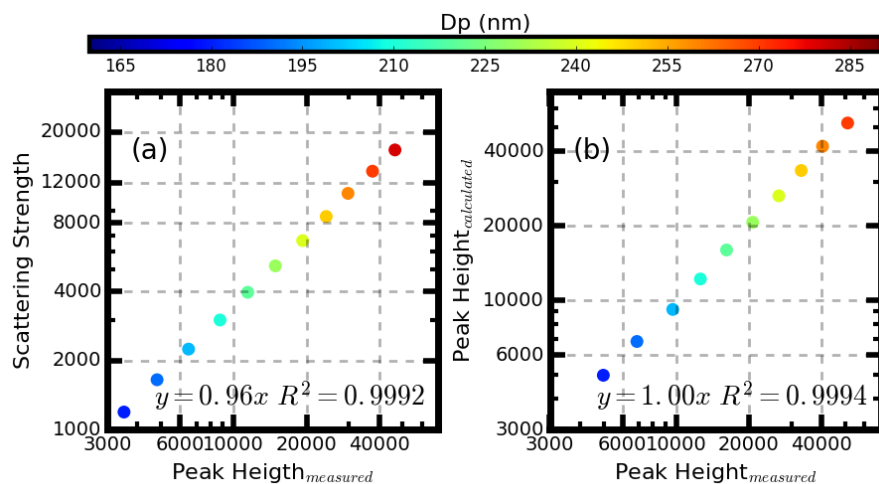 Dp (nm)
165 180 195 210 225 240 255 270 285
(a)
Scattering Strength
20000
12000
8000
4000
2000
1000
y = 0.96x R² = 0.9992
3000 6000 10000 20000 40000
Peak Heigth_measured
(b)
Peak Height_calculated
40000
20000
10000
6000
3000
y = 1.00x R² = 0.9994
3000 6000 10000 20000 40000
Peak Height_measured